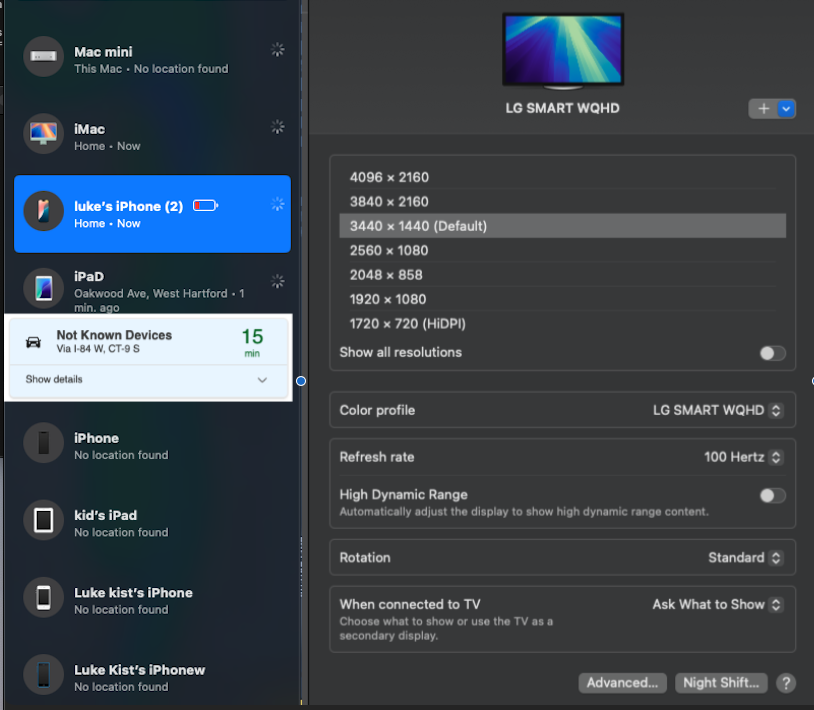 Mac mini
This Mac • No location found
iMac
Home • Now
luke's iPhone (2)
Home • Now
iPaD
Oakwood Ave, West Hartford • 1
min. ago
Not Known Devices
Via I-84 W, CT-9 S
15
min
Show details
iPhone
No location found
kid's iPad
No location found
Luke kist's iPhone
No location found
Luke Kist's iPhonew
No location found
LG SMART WQHD
4096 × 2160
3840 × 2160
3440 × 1440 (Default)
2560 × 1080
2048 × 858
1920 × 1080
1720 × 720 (HiDPI)
Show all resolutions
Color profile
LG SMART WQHD
Refresh rate
100 Hertz
High Dynamic Range
Automatically adjust the display to show high dynamic range content.
Rotation
Standard
When connected to TV
Ask What to Show
Choose what to show or use the TV as a
secondary display.
Advanced...
Night Shift...
?